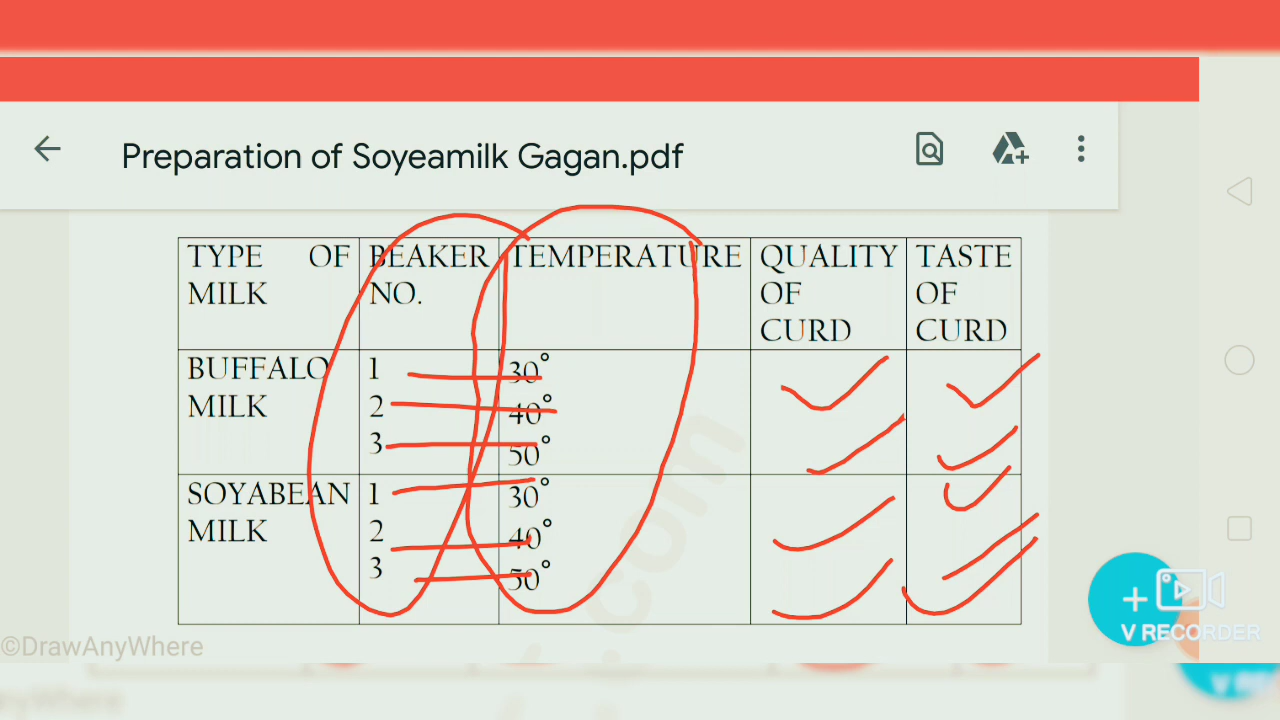 Preparation of Soyeamilk Gagan.pdf
TYPE OF MILK BEAKER NO. TEMPERATURE QUALITY OF CURD TASTE OF CURD
BUFFALO MILK 1 30°
2 40°
3 50°
SOYABEAN MILK 1 30°
2 40°
3 50°
.com
©DrawAnyWhere
V RECORDER